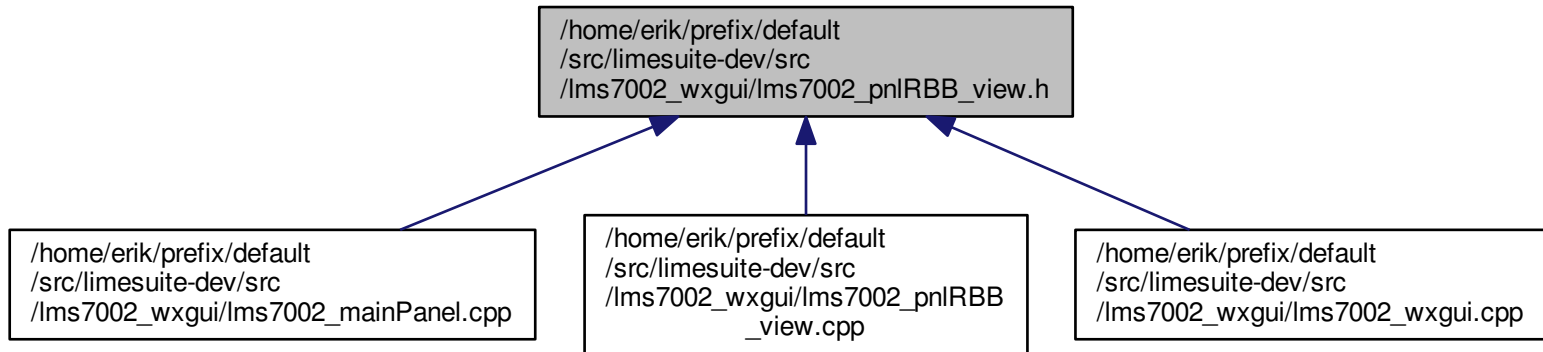 /home/erik/prefix/default
/src/limesuite-dev/src
/lms7002_wxgui/lms7002_pnlRBB_view.h
/home/erik/prefix/default
/src/limesuite-dev/src
/lms7002_wxgui/lms7002_mainPanel.cpp
/home/erik/prefix/default
/src/limesuite-dev/src
/lms7002_wxgui/lms7002_pnlRBB
_view.cpp
/home/erik/prefix/default
/src/limesuite-dev/src
/lms7002_wxgui/lms7002_wxgui.cpp